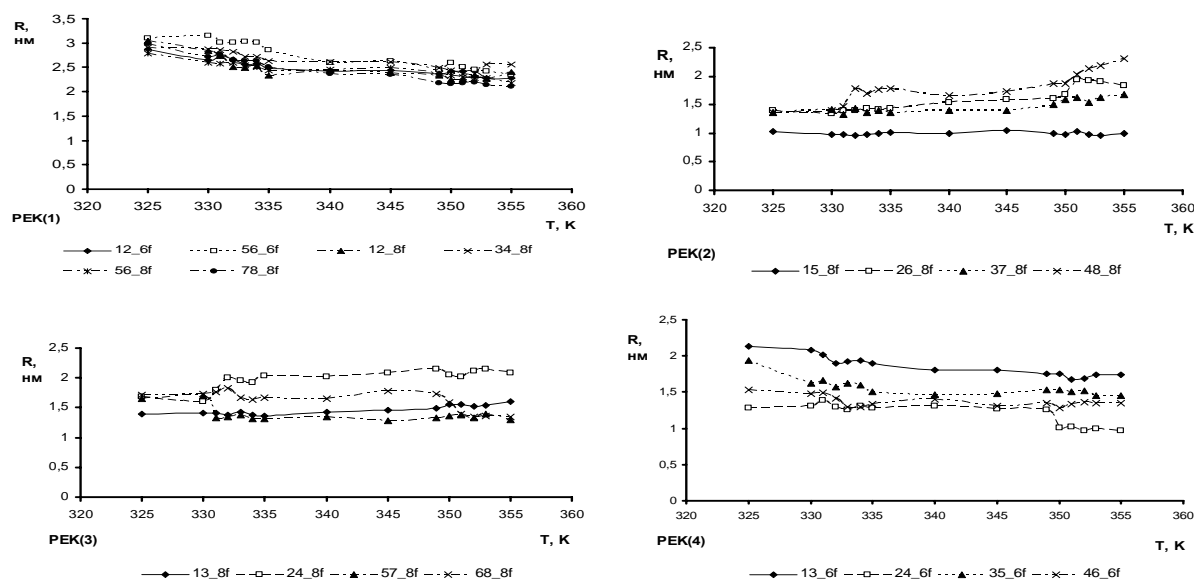 R,
нм
3,5
3
2,5
2
1,5
1
0,5
0
320 325 330 335 340 345 350 355 360
PEK(1)
T, K
12_6f 56_6f 12_8f 34_8f
56_8f 78_8f
R,
нм
2,5
2
1,5
1
0,5
0
320 325 330 335 340 345 350 355 360
T, K
PEK(2)
15_8f 26_8f 37_8f 48_8f
R,
нм
2,5
2
1,5
1
0,5
0
320 325 330 335 340 345 350 355 360
PEK(3)
T, K
13_8f 24_8f 57_8f 68_8f
R,
нм
2,5
2
1,5
1
0,5
0
320 325 330 335 340 345 350 355 360
PEK(4)
T, K
13_6f 24_6f 35_6f 46_6f